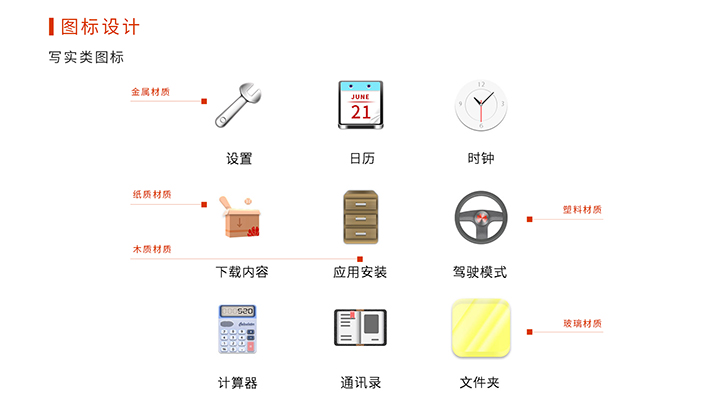 图标设计
写实类图标
金属材质
JUNE
21
12
3
6
9
设置
日历
时钟
纸质材质
塑料材质
木质材质
下载内容
应用安装
驾驶模式
520
Calculate
玻璃材质
计算器
通讯录
文件夹